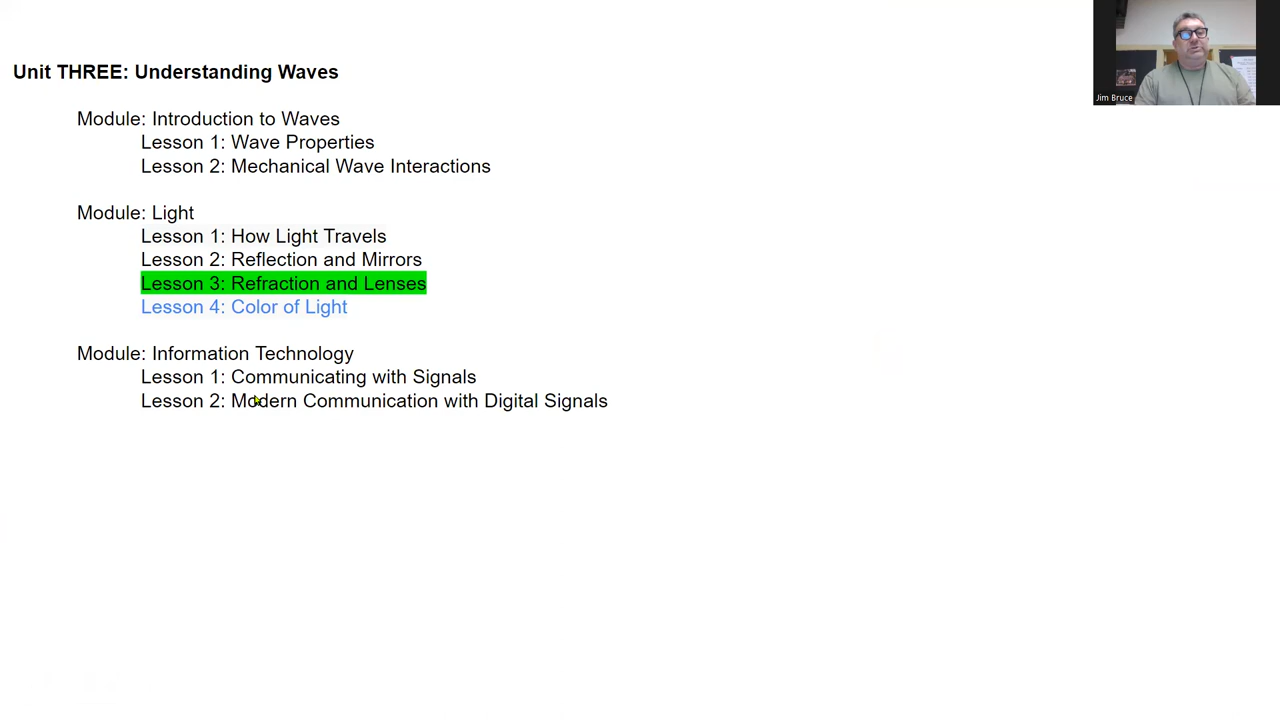 Unit THREE: Understanding Waves
Module: Introduction to Waves
Lesson 1: Wave Properties
Lesson 2: Mechanical Wave Interactions
Module: Light
Lesson 1: How Light Travels
Lesson 2: Reflection and Mirrors
Lesson 3: Refraction and Lenses
Lesson 4: Color of Light
Module: Information Technology
Lesson 1: Communicating with Signals
Lesson 2: Modern Communication with Digital Signals
Jim Bruce